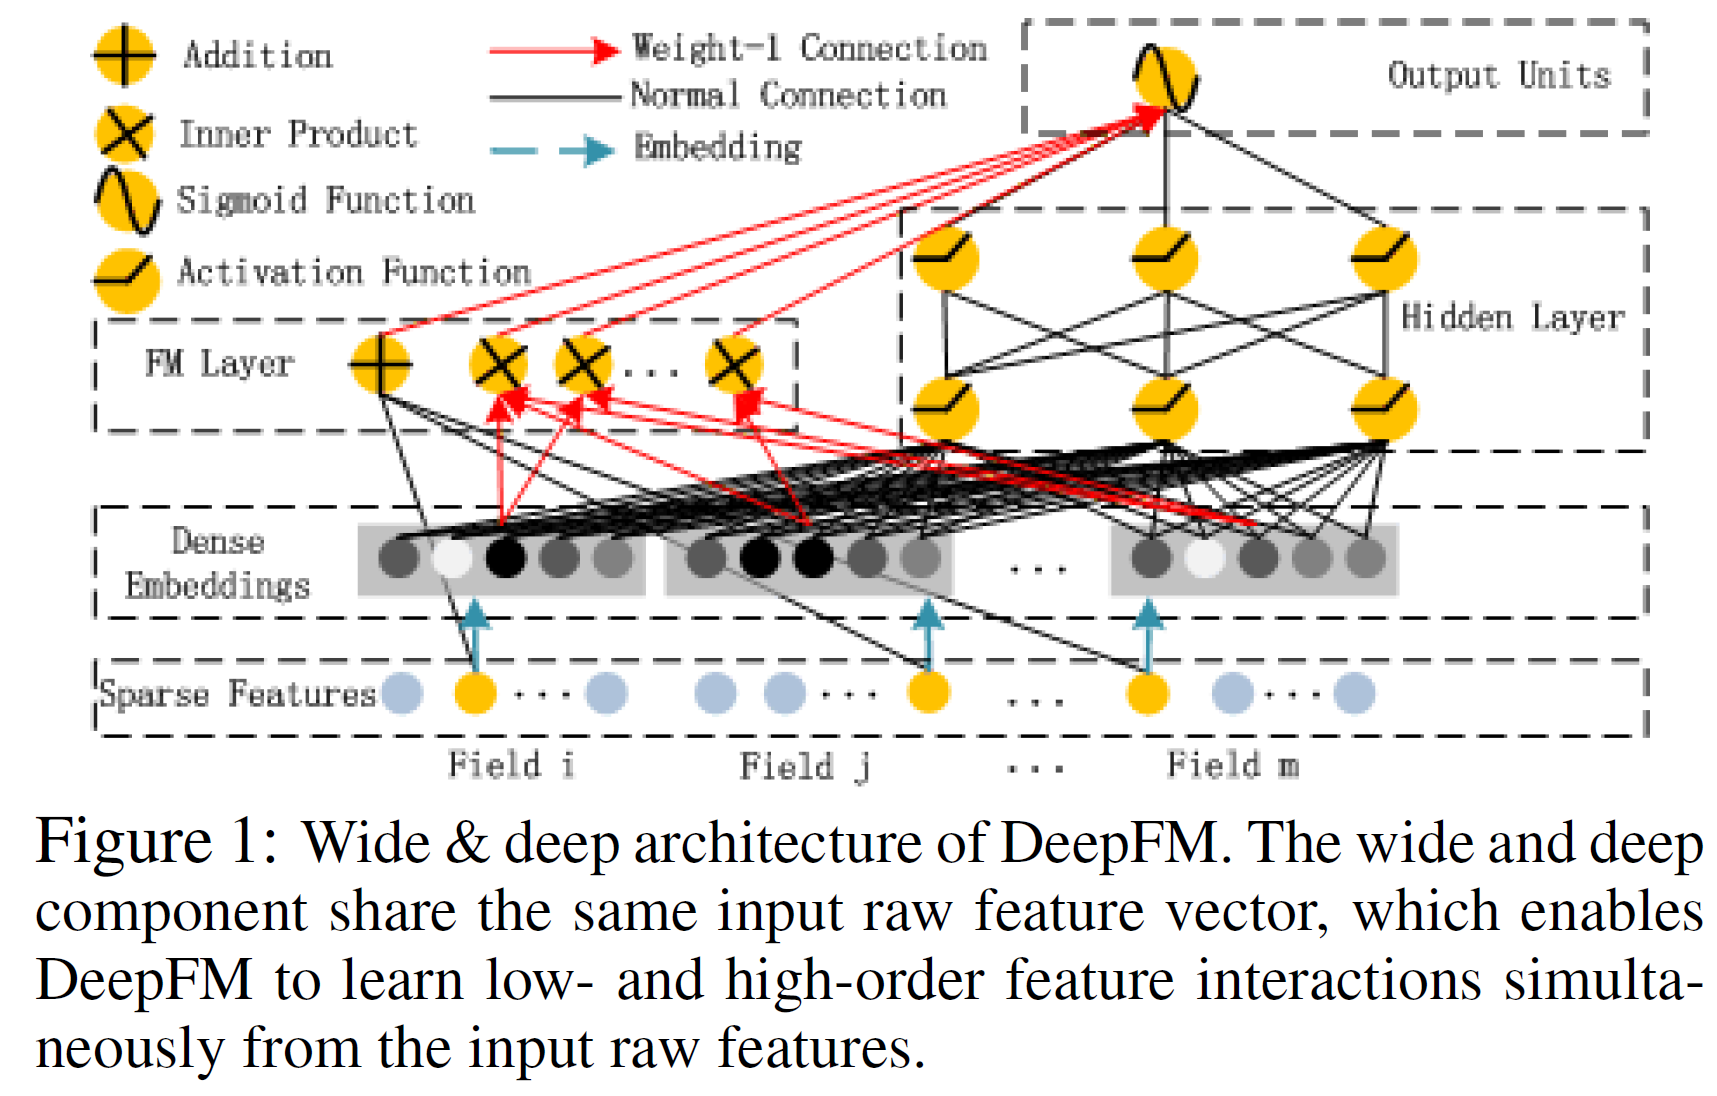 Addition
Inner Product
Sigmoid Function
Activation Function
Weight-1 Connection
Normal Connection
Embedding
Output Units
Hidden Layer
FM Layer
...
Dense
Embeddings
...
Sparse Features
... ... ... ...
Field i Field j ... Field m
Figure 1: Wide & deep architecture of DeepFM. The wide and deep
component share the same input raw feature vector, which enables
DeepFM to learn low- and high-order feature interactions simulta-
neously from the input raw features.